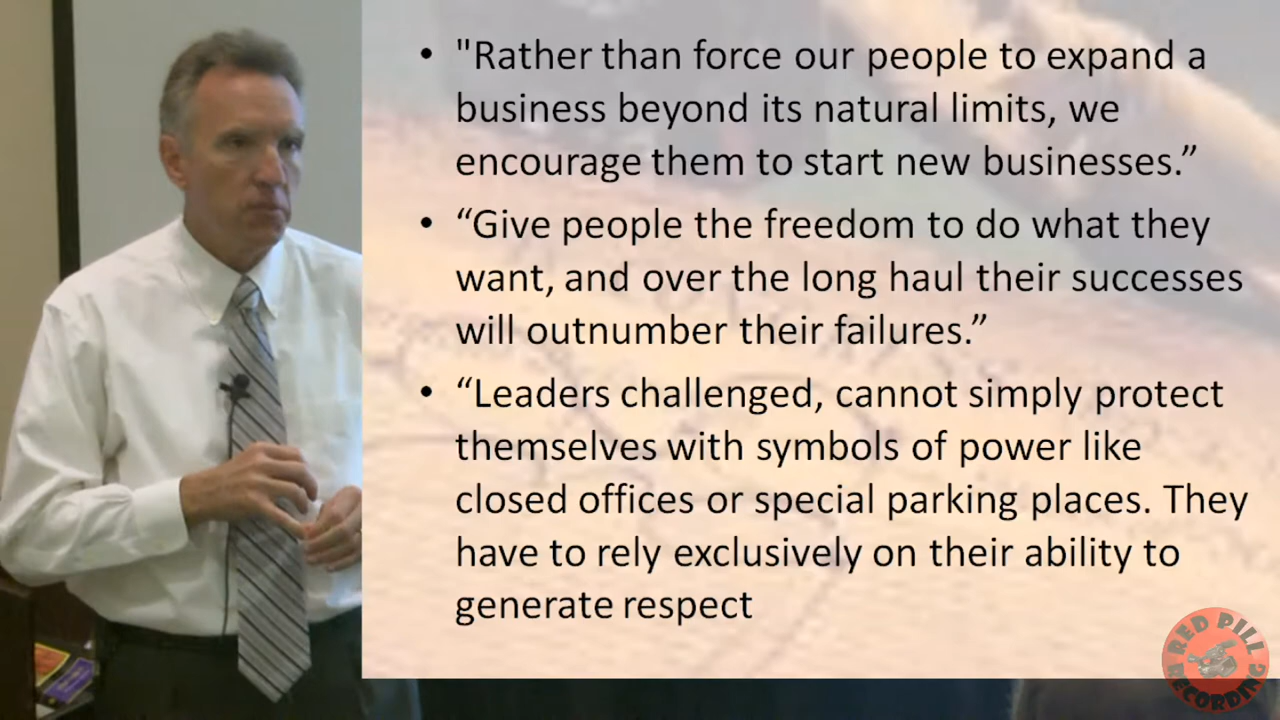 • "Rather than force our people to expand a
business beyond its natural limits, we
encourage them to start new businesses.”
• “Give people the freedom to do what they
want, and over the long haul their successes
will outnumber their failures.”
• “Leaders challenged, cannot simply protect
themselves with symbols of power like
closed offices or special parking places. They
have to rely exclusively on their ability to
generate respect
RED PILL
RECORDING